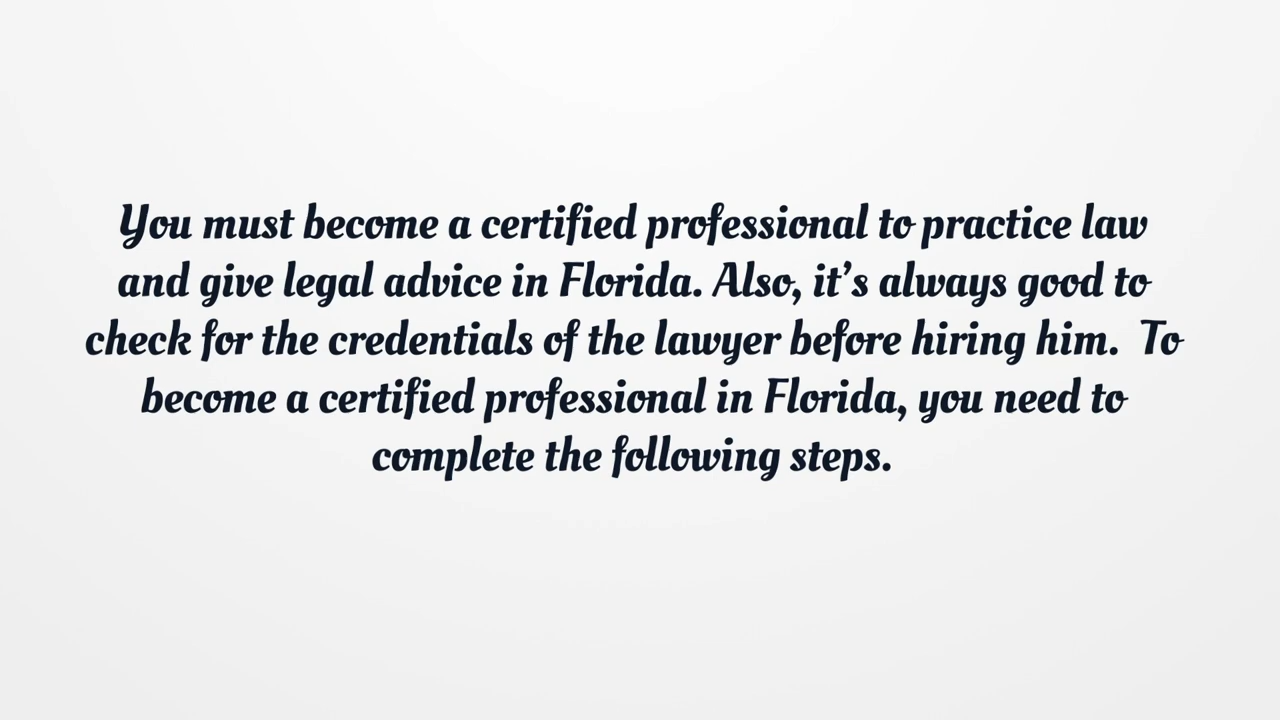 You must become a certified professional to practice law
and give legal advice in Florida. Also, it’s always good to
check for the credentials of the lawyer before hiring him.  To
become a certified professional in Florida, you need to
complete the following steps.